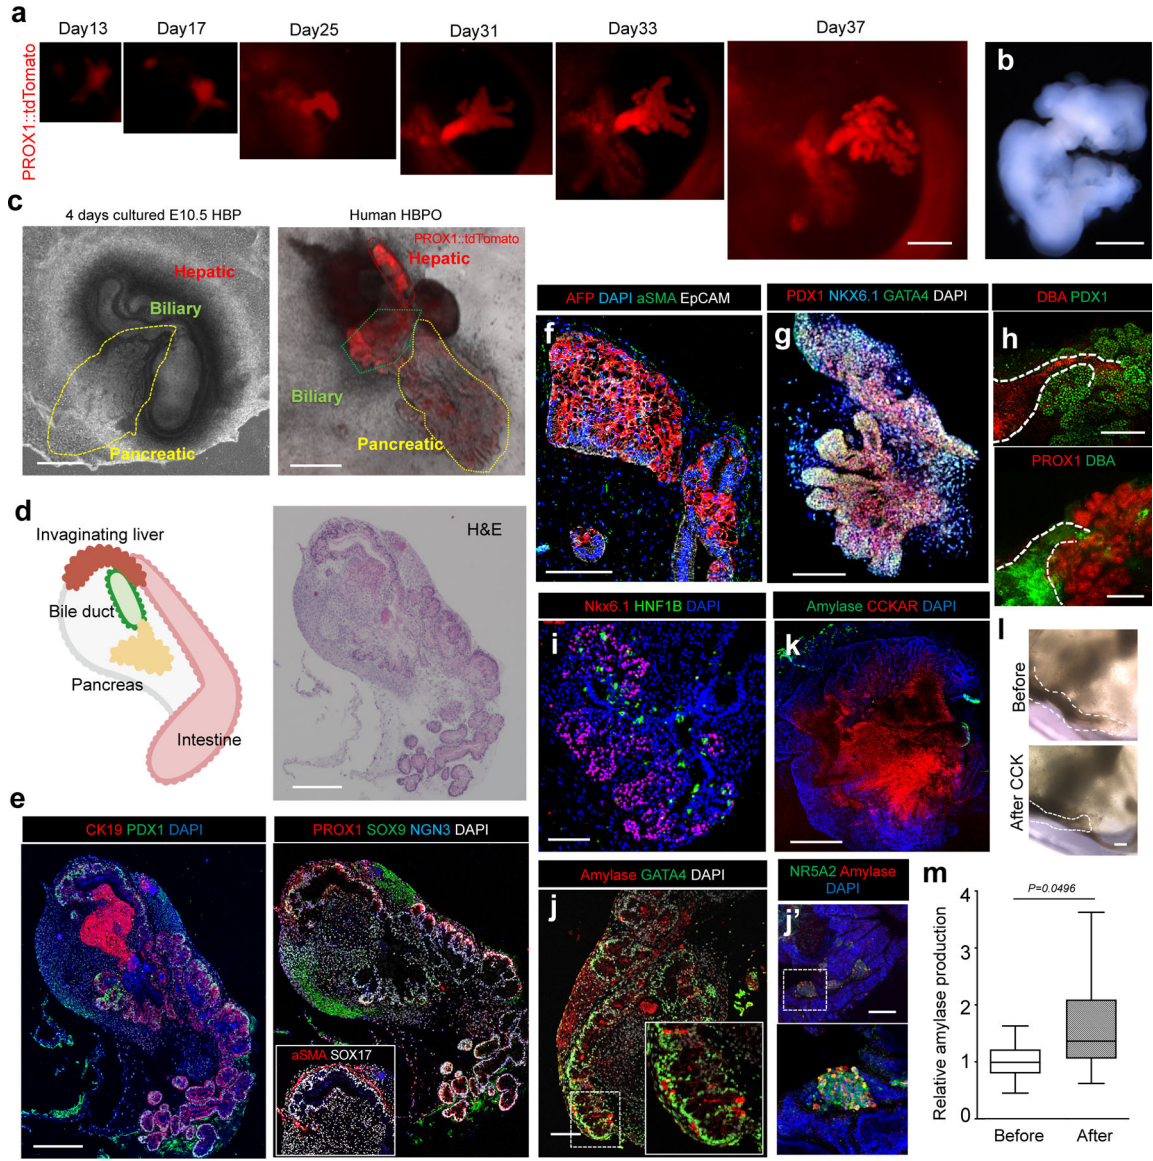 a
Day13
Day17
Day25
Day31
Day33
Day37
PROX1::tdTomato
b
c
4 days cultured E10.5 HBP
Human HBPO
Hepatic
Biliary
Pancreatic
PROX1::tdTomato
Hepatic
Biliary
Pancreatic
AFP DAPI aSMA EpCAM
f
PDX1 NKX6.1 GATA4 DAPI
g
DBA PDX1
h
PROX1 DBA
d
Invaginating liver
Bile duct
Pancreas
Intestine
H&E
Nkx6.1 HNF1B DAPI
i
Amylase CCKAR DAPI
k
l
Before
After CCK
e
CK19 PDX1 DAPI
PROX1 SOX9 NGN3 DAPI
aSMA SOX17
Amylase GATA4 DAPI
j
NR5A2 Amylase
DAPI
j'
m
P=0.0496
Relative amylase production
4
3
2
1
0
Before
After